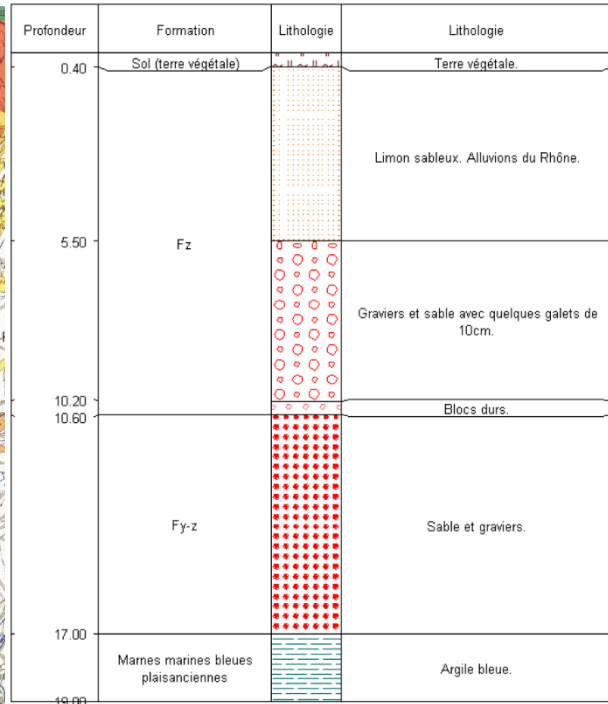 Profondeur Formation Lithologie Lithologie
Sol (terre végétale) Terre végétale.
0.40
Limon sableux. Alluvions du Rhône.
5.50
Fz
Graviers et sable avec quelques galets de
10cm.
10.20
Blocs durs.
10.60
Fy-z Sable et graviers.
17.00
Marnes marines bleues
plaisanciennes
Argile bleue.
19.00